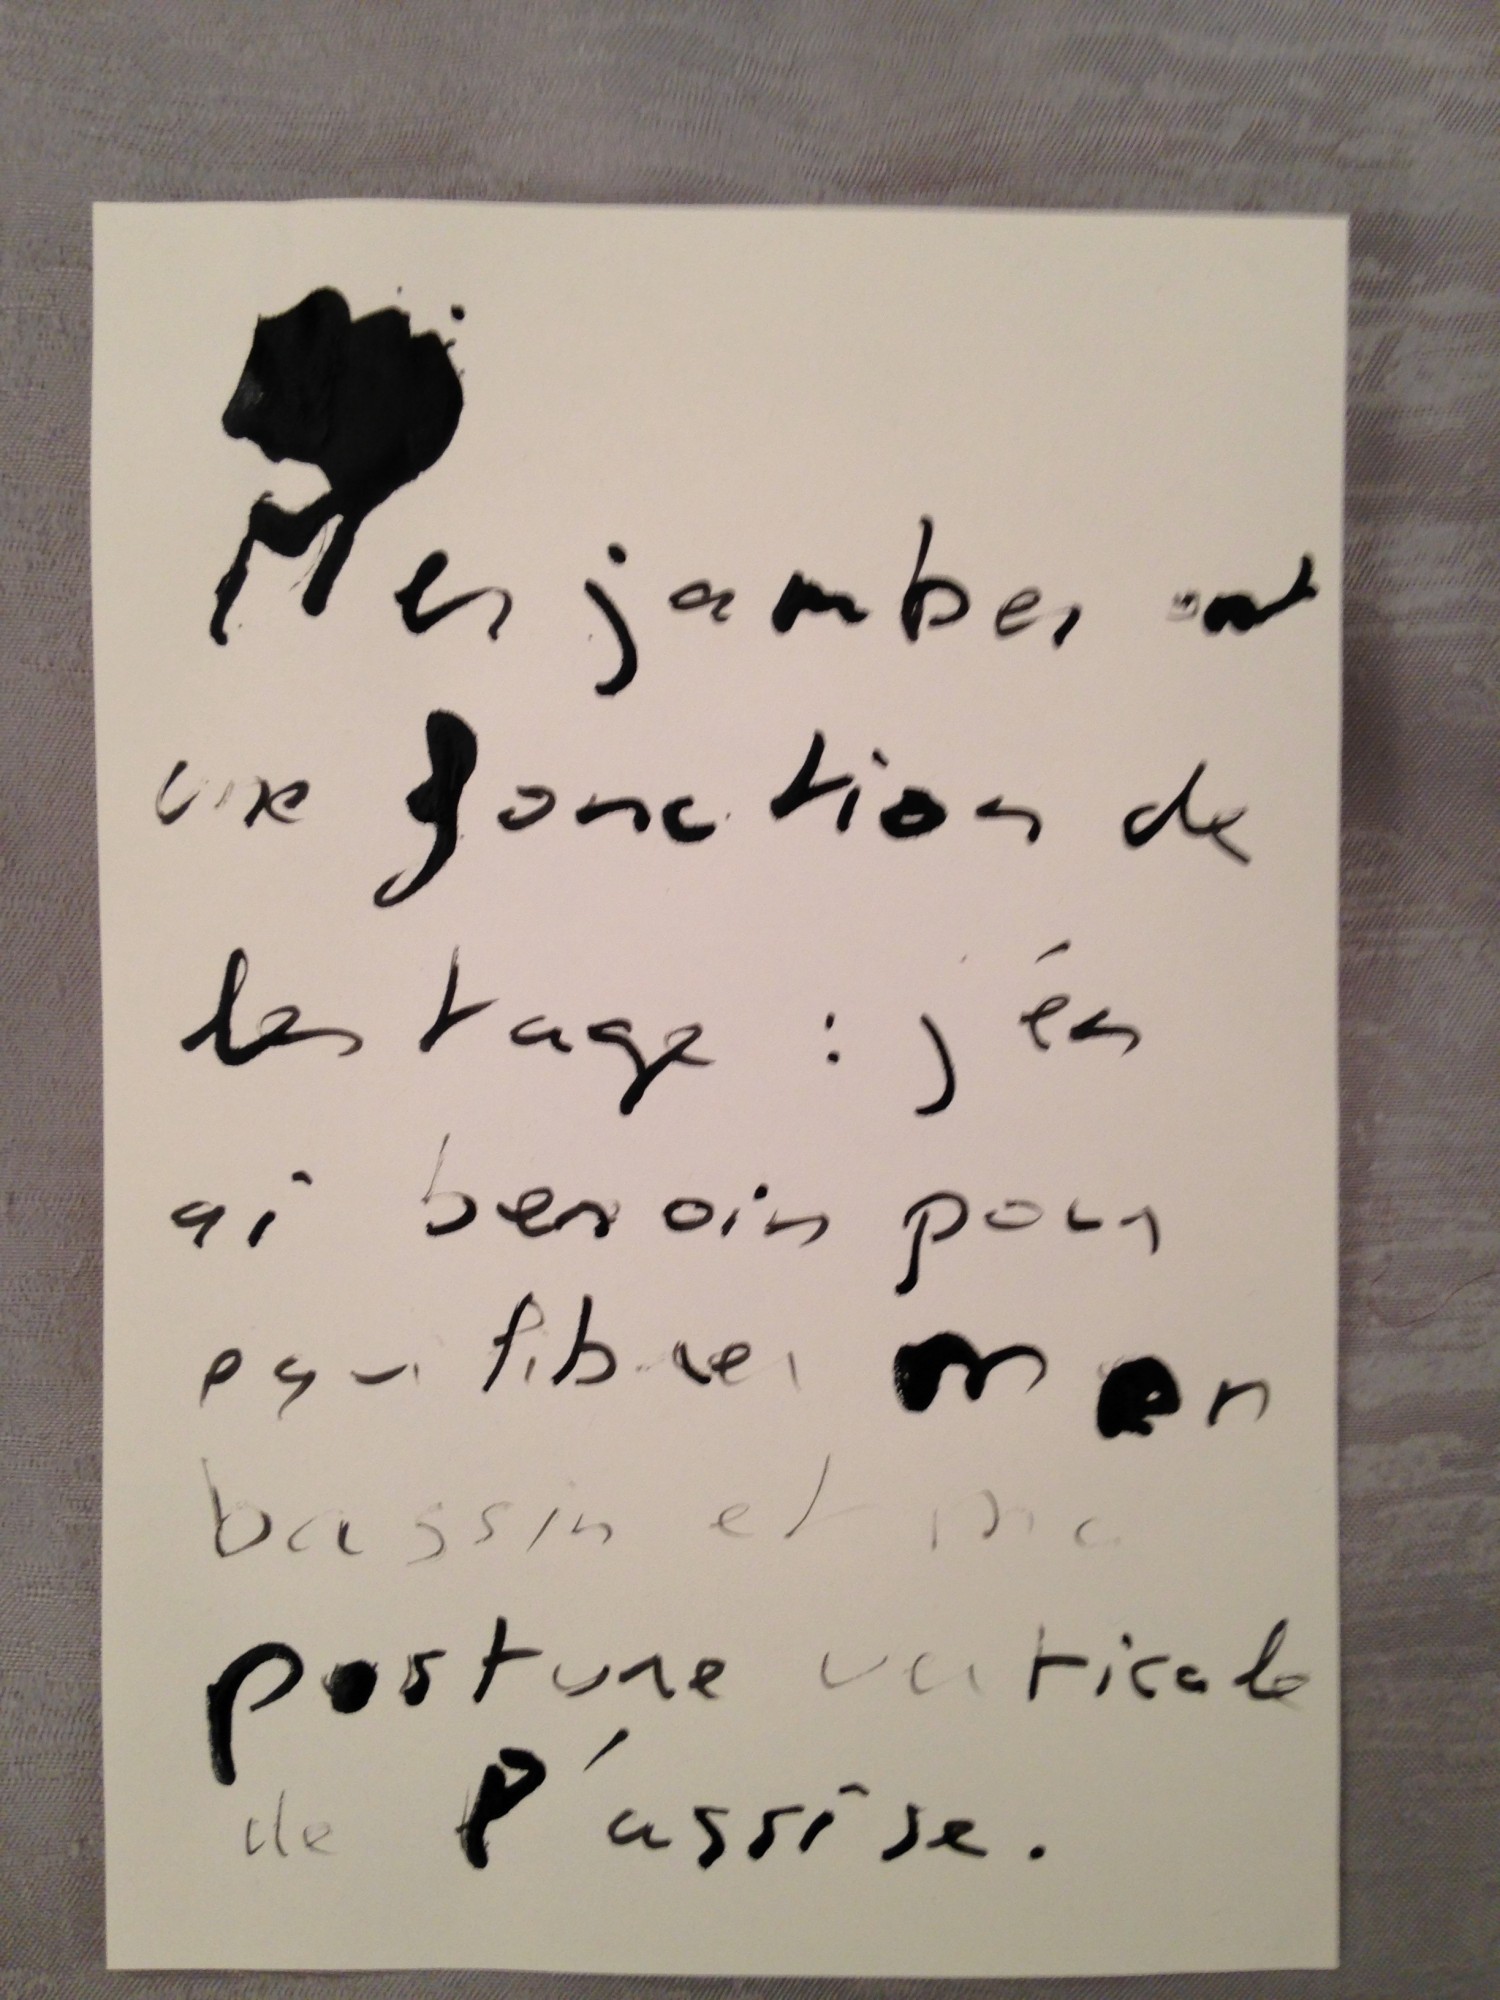 Mes jambes ont
une fonction de
lestage : j'en
ai besoin pour
equilibrer mon
bassin et ma
posture verticale
de l'assise.